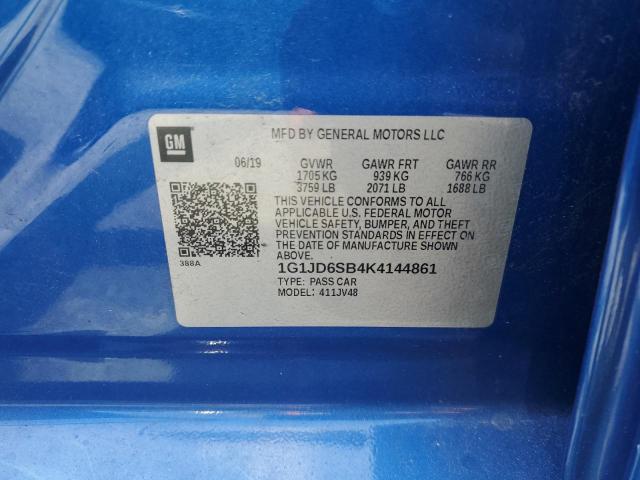 GM
MFD BY GENERAL MOTORS LLC
06/19 GVWR GAWR FRT GAWR RR
1705 KG 939 KG 766 KG
3759 LB 2071 LB 1688 LB
THIS VEHICLE CONFORMS TO ALL
APPLICABLE U.S. FEDERAL MOTOR
VEHICLE SAFETY, BUMPER, AND THEFT
PREVENTION STANDARDS IN EFFECT ON
THE DATE OF MANUFACTURE SHOWN
ABOVE.
388A
1G1JD6SB4K4144861
TYPE: PASS CAR
MODEL: 411JV48